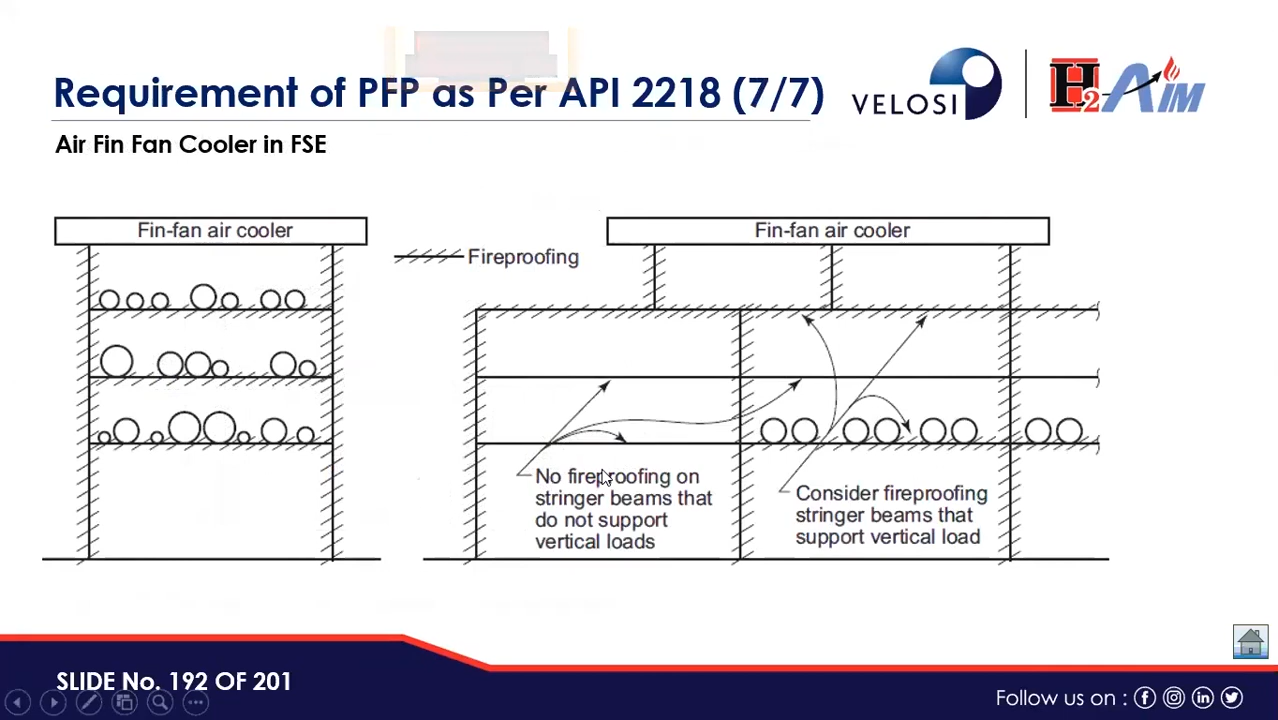 Requirement of PFP as Per API 2218 (7/7)
VELOSI
H2AIM
Air Fin Fan Cooler in FSE
Fin-fan air cooler
Fireproofing
Fin-fan air cooler
No fireproofing on
stringer beams that
do not support
vertical loads
Consider fireproofing
stringer beams that
support vertical load
SLIDE No. 192 OF 201
Follow us on :